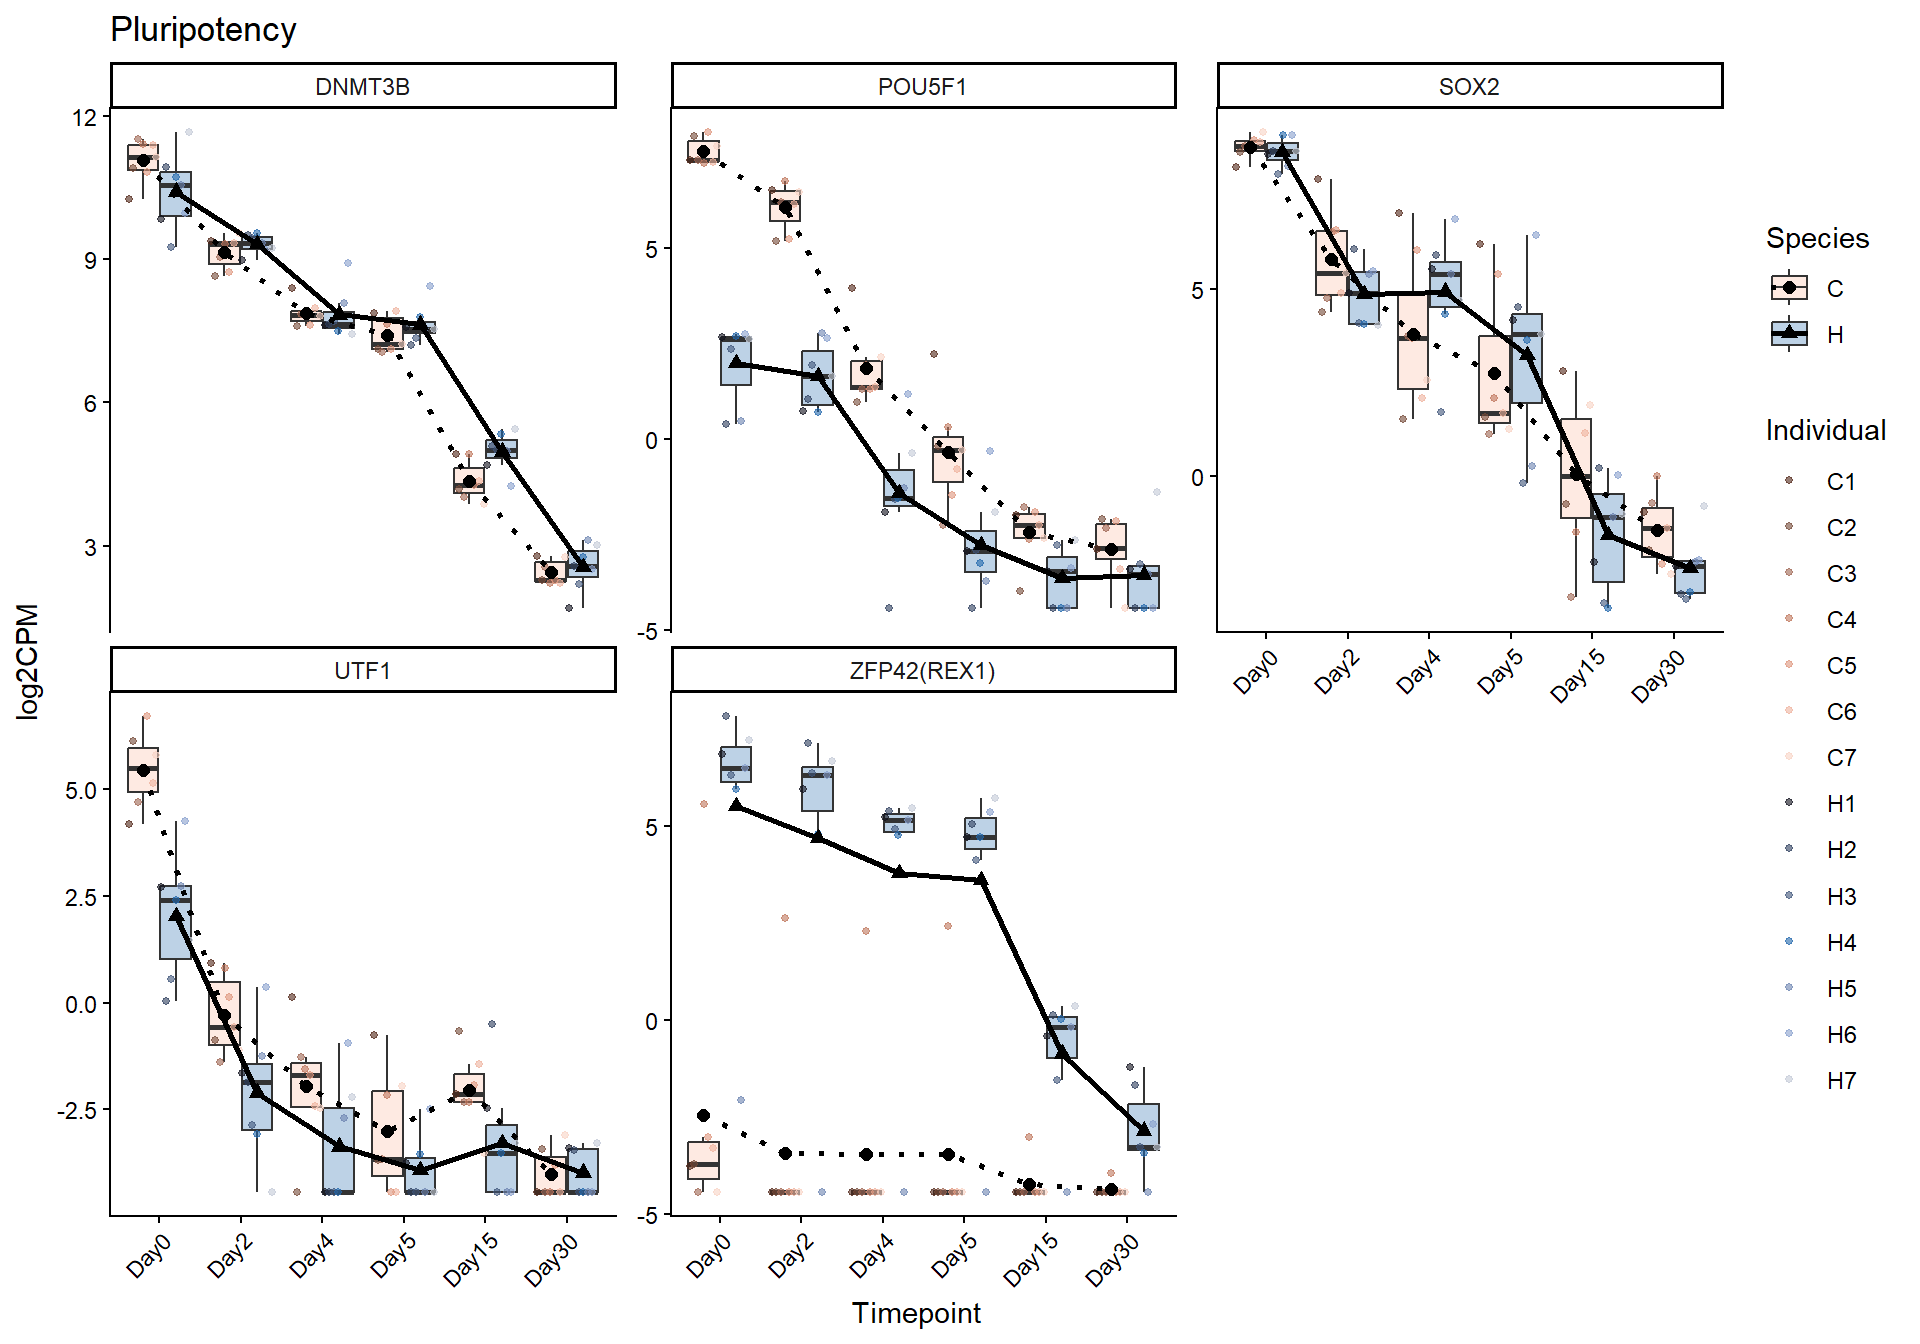 Pluripotency
DNMT3B
POU5F1
SOX2
12
9
6
3
5
0
-5
5
0
Day0
Day2
Day4
Day5
Day15
Day30
UTF1
ZFP42(REX1)
5.0
2.5
0.0
-2.5
5
0
-5
Day0
Day2
Day4
Day5
Day15
Day30
Day0
Day2
Day4
Day5
Day15
Day30
log2CPM
Timepoint
Species
C
H
Individual
C1
C2
C3
C4
C5
C6
C7
H1
H2
H3
H4
H5
H6
H7